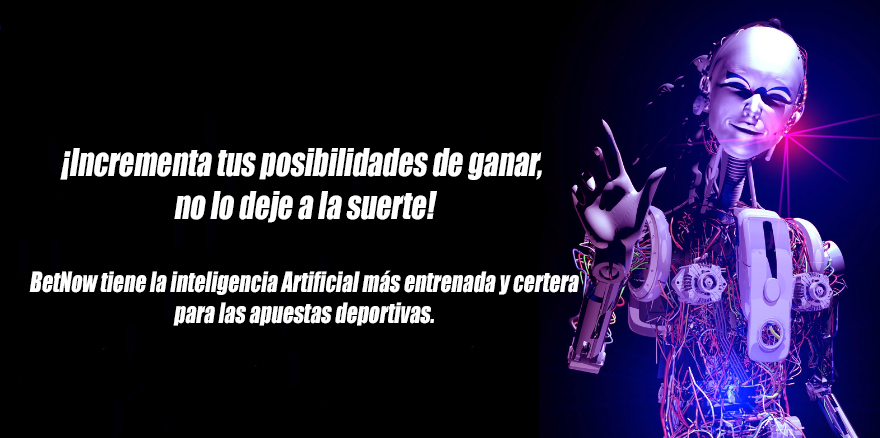 ¡Incrementa tus posibilidades de ganar,
no lo deje a la suerte!
BetNow tiene la inteligencia Artificial más entrenada y certera
para las apuestas deportivas.